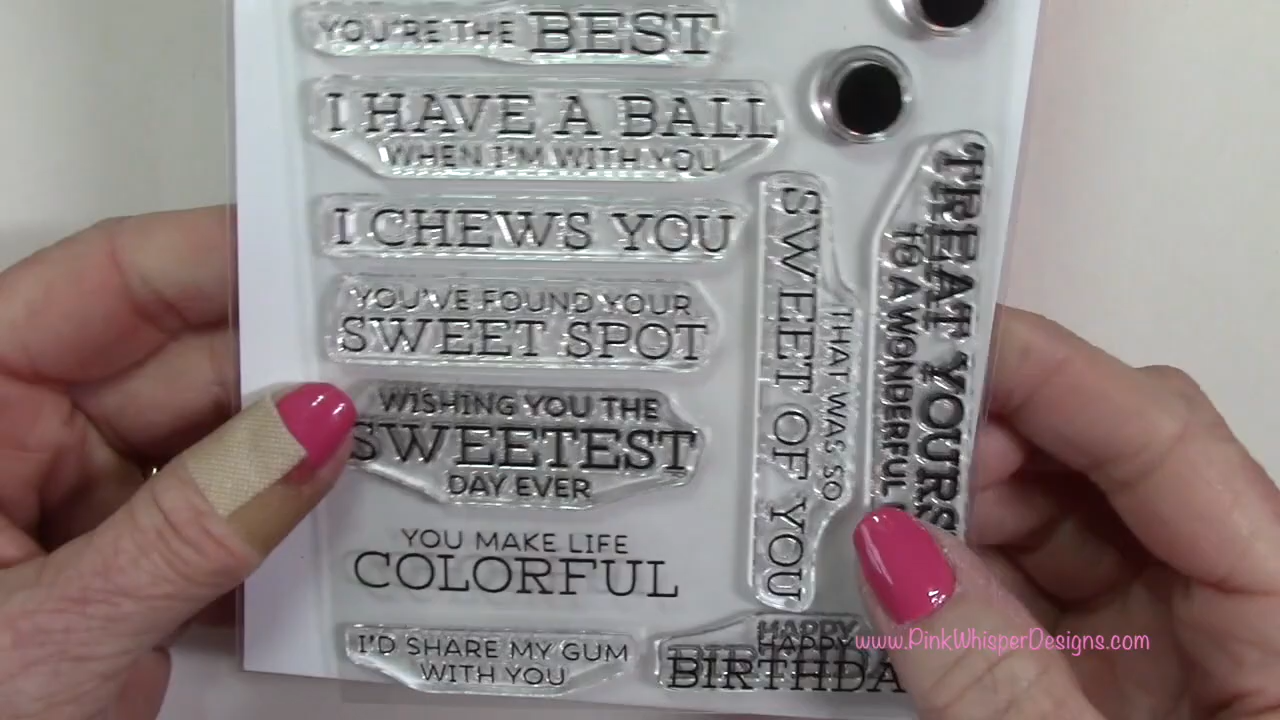 YOU'RE THE BEST
I HAVE A BALL
WHEN I'M WITH YOU
I CHEWS YOU
YOU'VE FOUND YOUR
SWEET SPOT
WISHING YOU THE
SWEETEST
DAY EVER
YOU MAKE LIFE
COLORFUL
I'D SHARE MY GUM
WITH YOU
THAT WAS SO
SWEET OF YOU
TREAT YOURS
TO A WONDERFUL
HAPPY
BIRTHDA
www.PinkWhisperDesigns.com